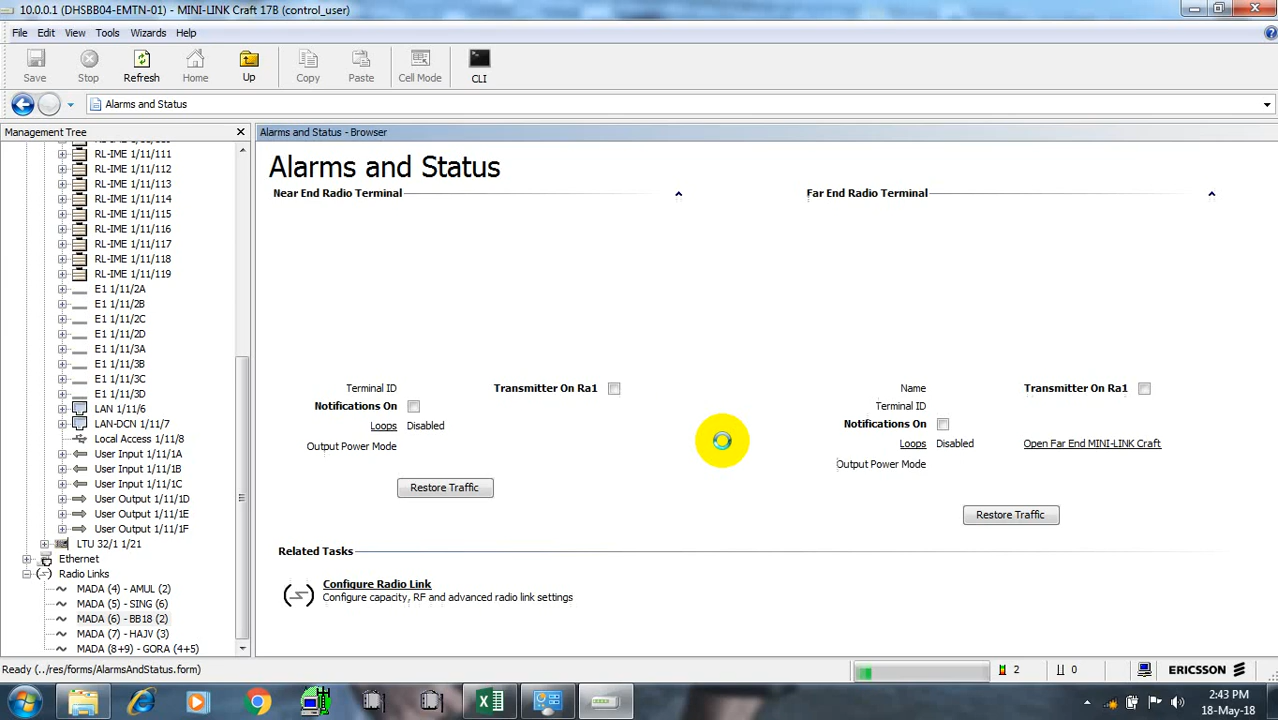 10.0.0.1 (DHSBB04-EMTN-01) - MINI-LINK Craft 17B (control_user)
File Edit View Tools Wizards Help
Save Stop Refresh Home Up Copy Paste Cell Mode CLI
Alarms and Status
Management Tree
Alarms and Status - Browser
RL-IME 1/11/111
RL-IME 1/11/112
RL-IME 1/11/113
RL-IME 1/11/114
RL-IME 1/11/115
RL-IME 1/11/116
RL-IME 1/11/117
RL-IME 1/11/118
RL-IME 1/11/119
E1 1/11/2A
E1 1/11/2B
E1 1/11/2C
E1 1/11/2D
E1 1/11/3A
E1 1/11/3B
E1 1/11/3C
E1 1/11/3D
LAN 1/11/6
LAN-DCN 1/11/7
Local Access 1/11/8
User Input 1/11/1A
User Input 1/11/1B
User Input 1/11/1C
User Output 1/11/1D
User Output 1/11/1E
User Output 1/11/1F
LTU 32/1 1/21
Ethernet
Radio Links
MADA (4) - AMUL (2)
MADA (5) - SING (6)
MADA (6) - BB18 (2)
MADA (7) - HAJV (3)
MADA (8+9) - GORA (4+5)
Alarms and Status
Near End Radio Terminal
Terminal ID
Transmitter On Ra1
Notifications On
Loops Disabled
Output Power Mode
Restore Traffic
Far End Radio Terminal
Name
Transmitter On Ra1
Terminal ID
Notifications On
Loops Disabled
Open Far End MINI-LINK Craft
Output Power Mode
Restore Traffic
Related Tasks
Configure Radio Link
Configure capacity, RF and advanced radio link settings
Ready (../res/forms/AlarmsAndStatus.form)
2
0
ERICSSON
2:43 PM
18-May-18